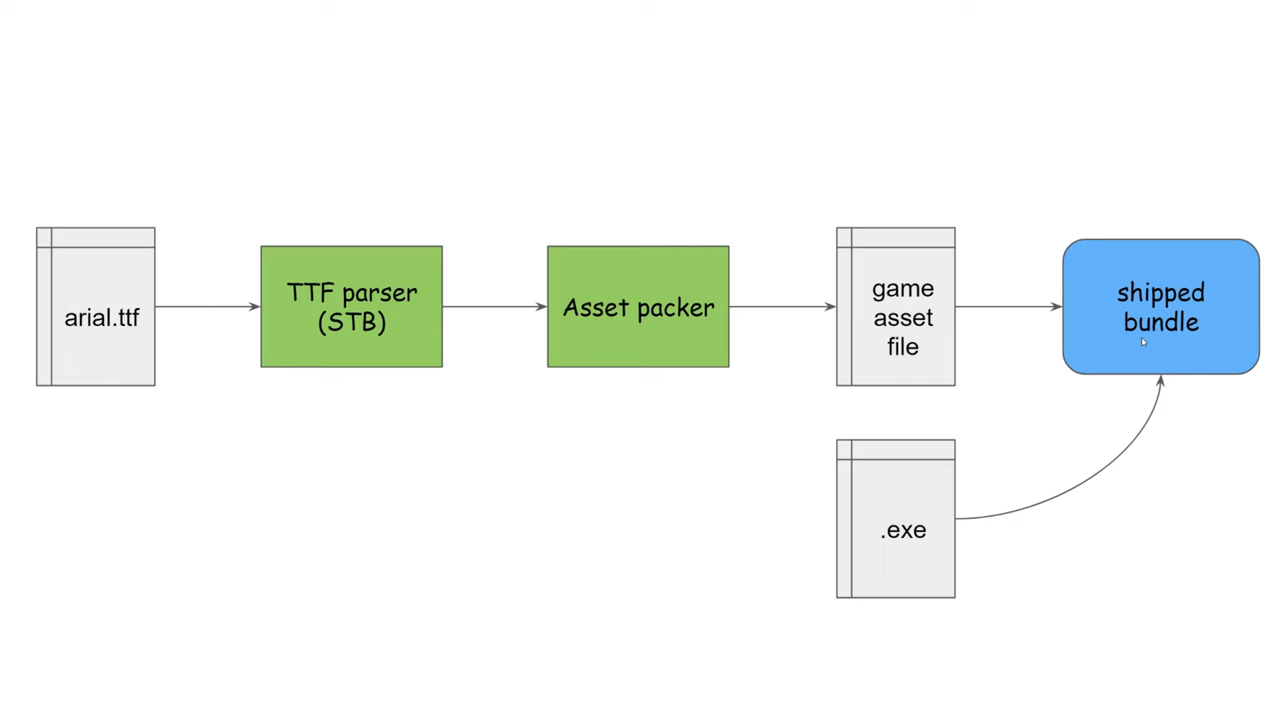 arial.ttf
TTF parser
(STB)
Asset packer
game
asset
file
shipped
bundle
.exe